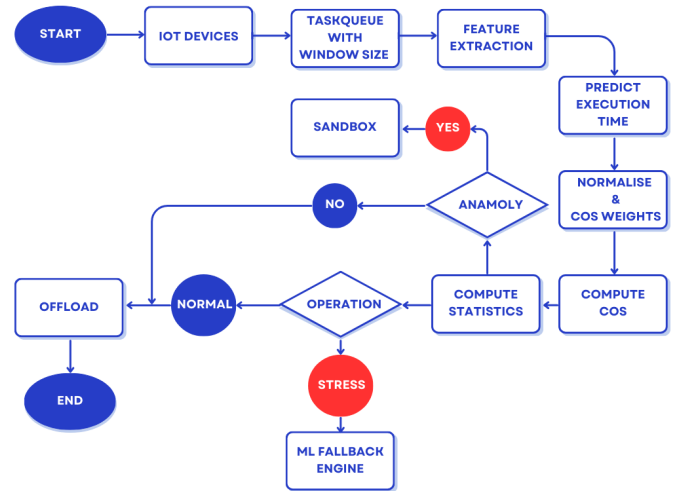 START
IOT DEVICES
TASKQUEUE
WITH
WINDOW SIZE
FEATURE
EXTRACTION
PREDICT
EXECUTION
TIME
SANDBOX
YES
NORMALISE
&
COS WEIGHTS
ANAMOLY
NO
OFFLOAD
NORMAL
OPERATION
COMPUTE
STATISTICS
COMPUTE
COS
END
STRESS
ML FALLBACK
ENGINE